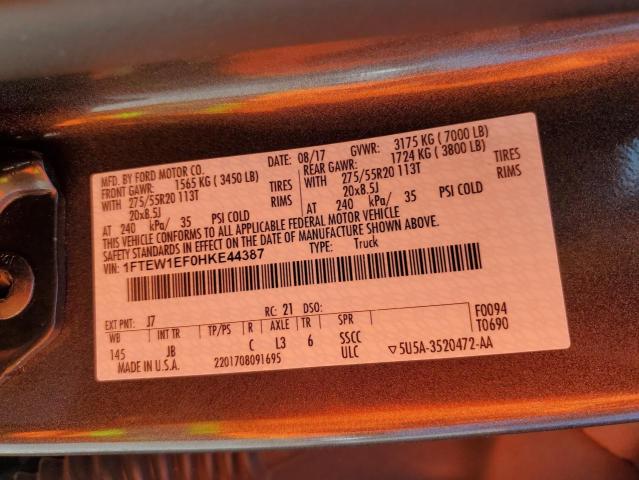 MFD. BY FORD MOTOR CO.
DATE: 08/17 GVWR: 3175 KG ( 7000 LB)
FRONT GAWR: 1565 KG ( 3450 LB) REAR GAWR: 1724 KG ( 3800 LB)
WITH 275/55R20 113T TIRES WITH 275/55R20 113T TIRES
20x8.5J RIMS 20x8.5J RIMS
AT 240 kPa/ 35 PSI COLD AT 240 kPa/ 35 PSI COLD
THIS VEHICLE CONFORMS TO ALL APPLICABLE FEDERAL MOTOR VEHICLE
SAFETY STANDARDS IN EFFECT ON THE DATE OF MANUFACTURE SHOWN ABOVE.
VIN: 1FTEW1EF0HKE44387 TYPE: Truck
F0094
T0690
EXT PNT: J7 RC: 21 DSO:
WB INT TR TP/PS R AXLE TR SPR
145 JB C L3 6 SSCC
MADE IN U.S.A. 2201708091695 ULC ▽5U5A-3520472-AA